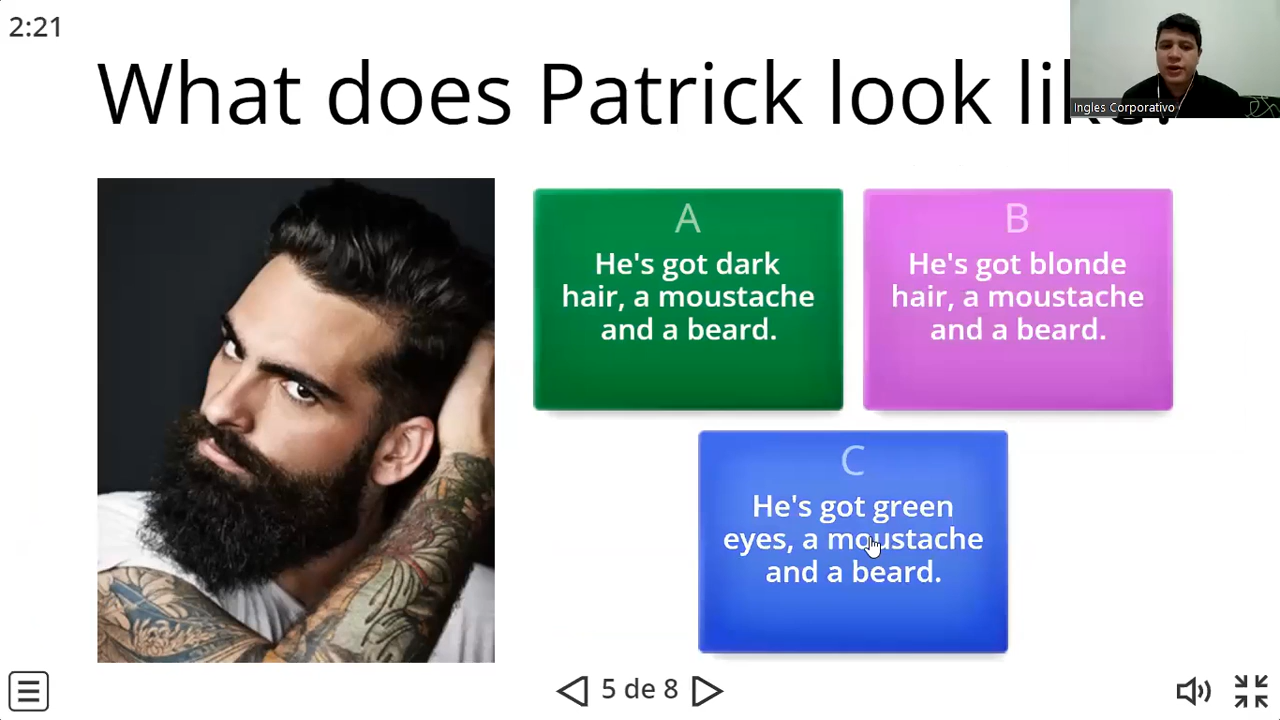 2:21
What does Patrick look like?
Ingles Corporativo
A
He's got dark
hair, a moustache
and a beard.
B
He's got blonde
hair, a moustache
and a beard.
C
He's got green
eyes, a moustache
and a beard.
5 de 8